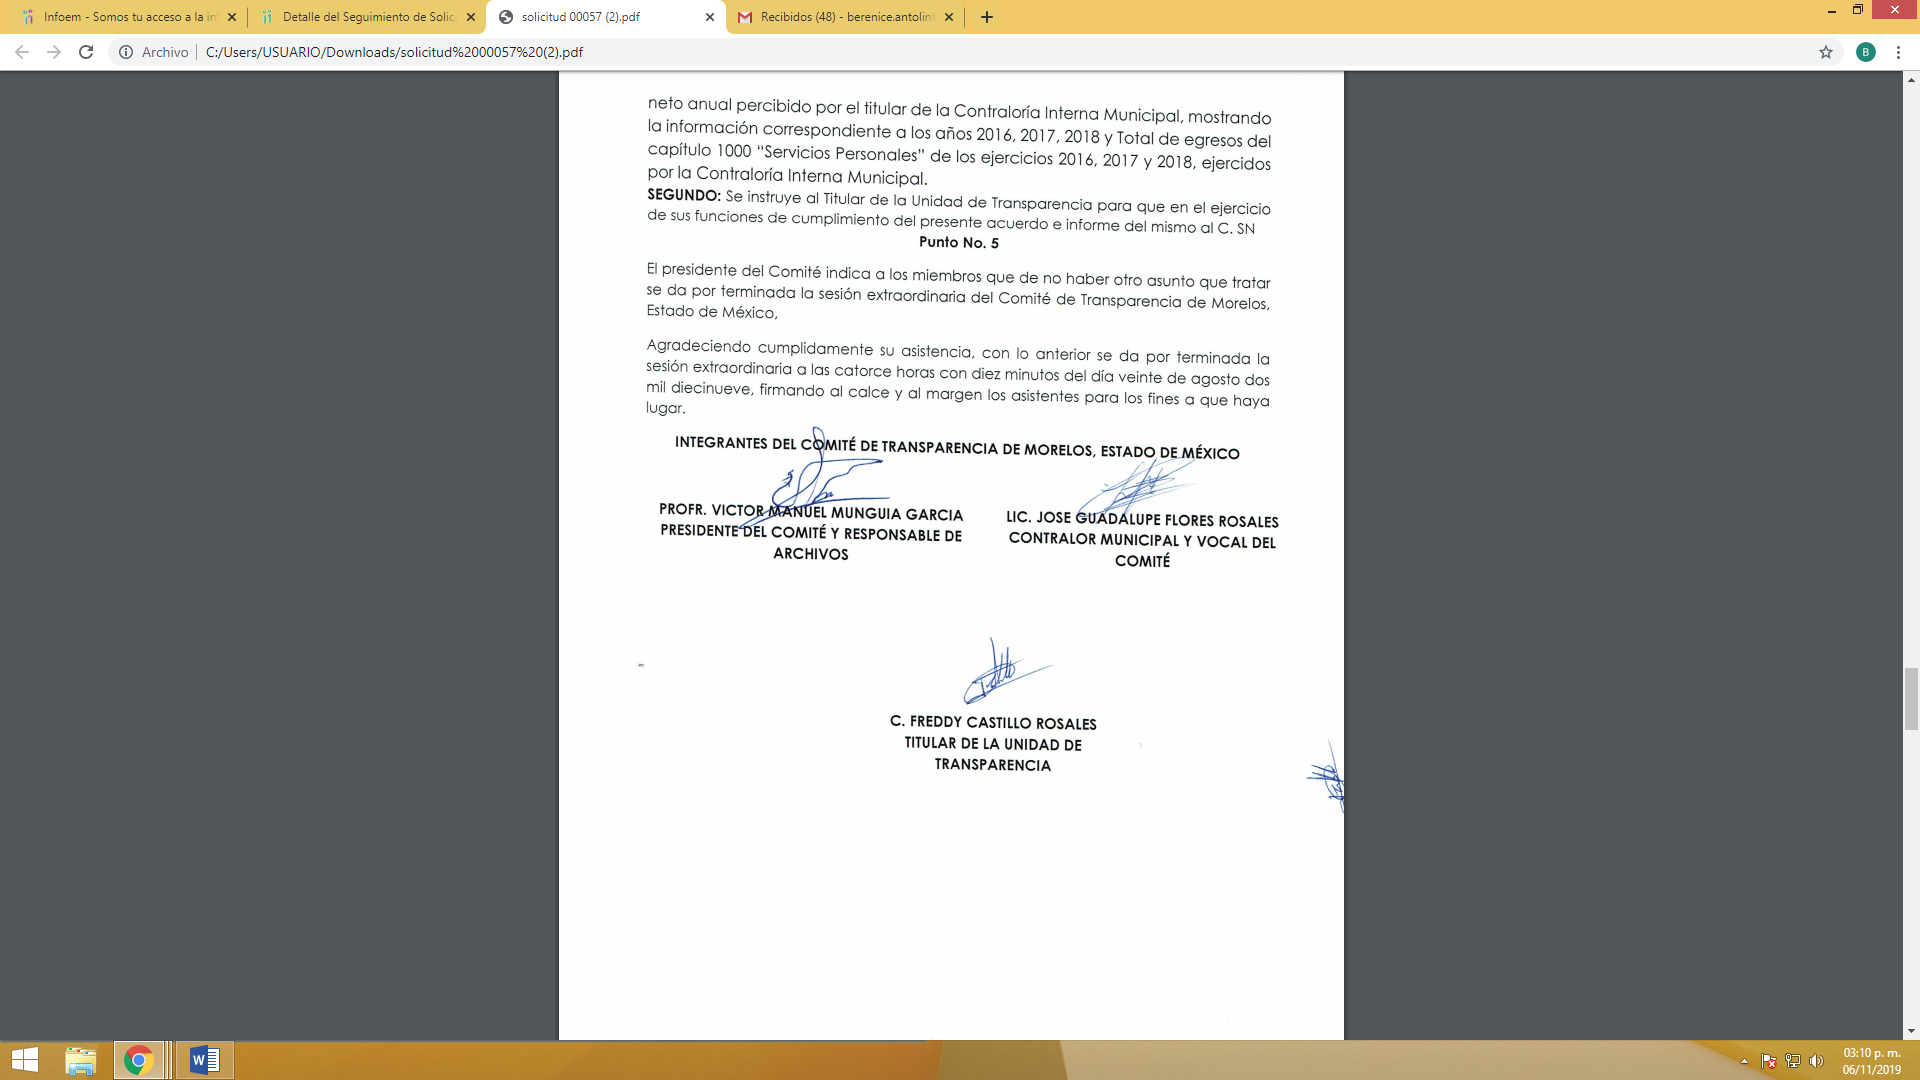 Infoem - Somos tu acceso a la in
Detalle del Seguimiento de Solic
solicitud 00057 (2).pdf
Recibidos (48) - berenice.antolin
Archivo
C:/Users/USUARIO/Downloads/solicitud%2000057%20(2).pdf
B
neto anual percibido por el titular de la Contraloría Interna Municipal, mostrando
la información correspondiente a los años 2016, 2017, 2018 y Total de egresos del
capítulo 1000 “Servicios Personales” de los ejercicios 2016, 2017 y 2018, ejercidos
por la Contraloría Interna Municipal.
SEGUNDO: Se instruye al Titular de la Unidad de Transparencia para que en el ejercicio
de sus funciones de cumplimiento del presente acuerdo e informe del mismo al C. SN
Punto No. 5
El presidente del Comité indica a los miembros que de no haber otro asunto que tratar
se da por terminada la sesión extraordinaria del Comité de Transparencia de Morelos,
Estado de México,
Agradeciendo cumplidamente su asistencia, con lo anterior se da por terminada la
sesión extraordinaria a las catorce horas con diez minutos del día veinte de agosto dos
mil diecinueve, firmando al calce y al margen los asistentes para los fines a que haya
lugar.
INTEGRANTES DEL COMITÉ DE TRANSPARENCIA DE MORELOS, ESTADO DE MÉXICO
PROFR. VICTOR MANUEL MUNGUIA GARCIA
PRESIDENTE DEL COMITÉ Y RESPONSABLE DE
ARCHIVOS
LIC. JOSE GUADALUPE FLORES ROSALES
CONTRALOR MUNICIPAL Y VOCAL DEL
COMITÉ
C. FREDDY CASTILLO ROSALES
TITULAR DE LA UNIDAD DE
TRANSPARENCIA
03:10 p. m.
06/11/2019